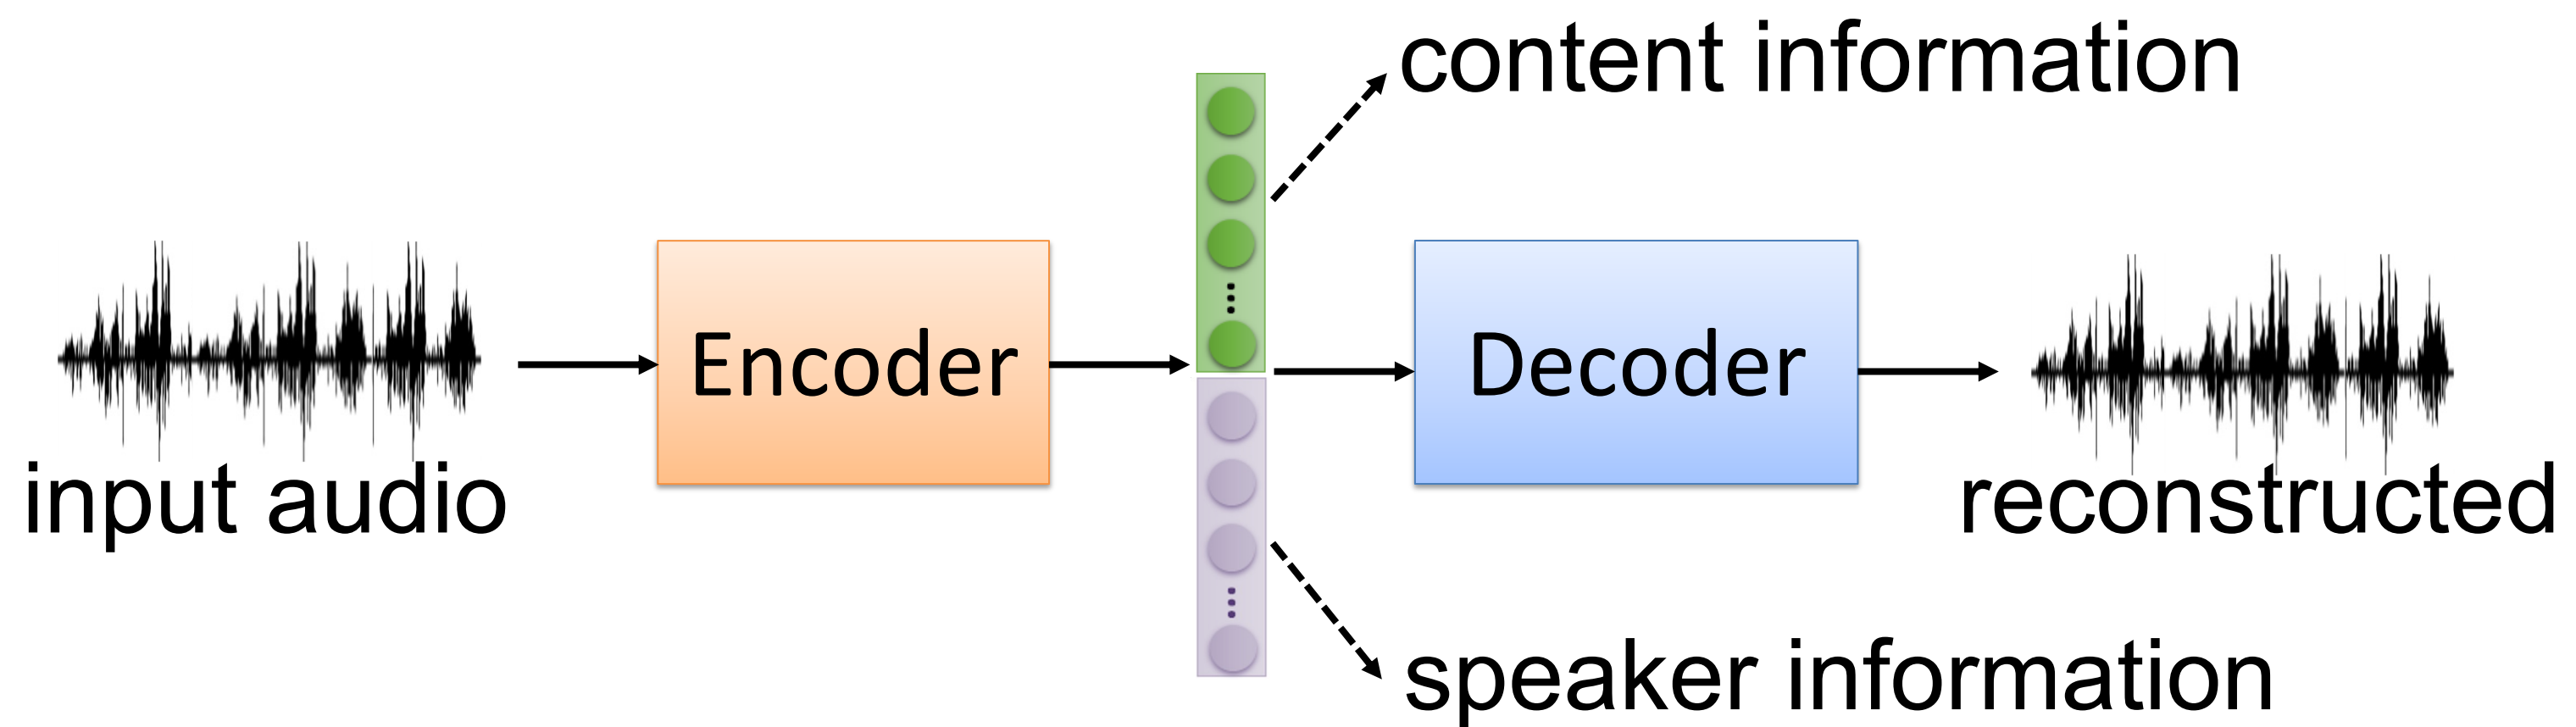 content information
Encoder
Decoder
input audio
reconstructed
speaker information